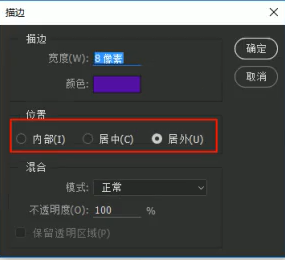 描边
描边
宽度(W): 8 像素
颜色:
确定
取消
位置
内部(I) 居中(C) 居外(U)
混合
模式: 正常
不透明度(O): 100 %
保留透明区域(P)